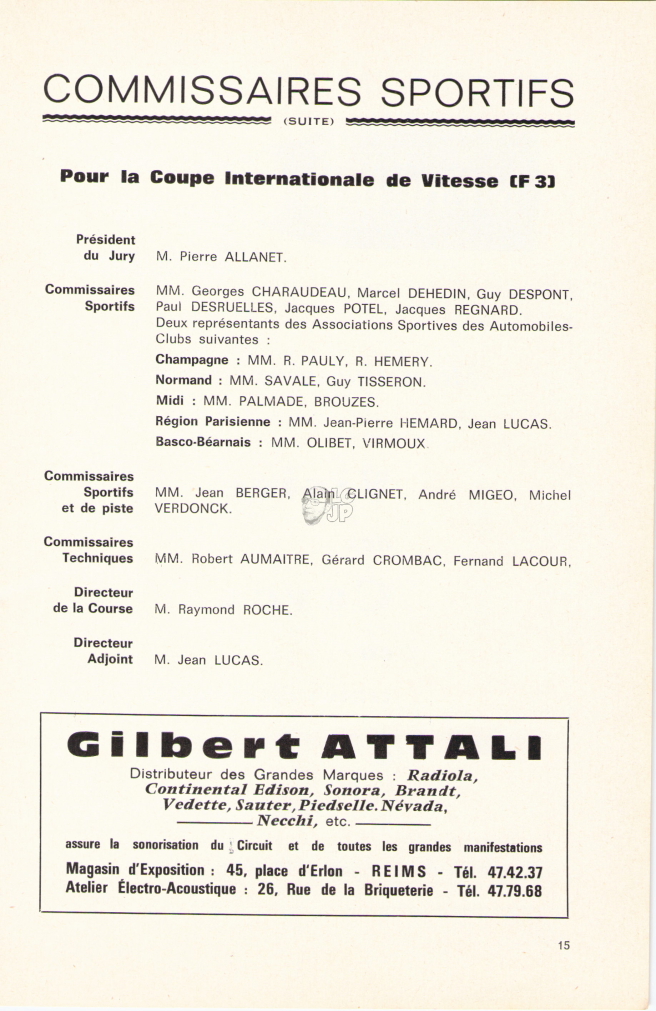 COMMISSAIRES SPORTIFS
(SUITE)
Pour la Coupe Internationale de Vitesse (F 3)
Président
du Jury M. Pierre ALLANET.
Commissaires MM. Georges CHARAUDEAU, Marcel DEHEDIN, Guy DESPONT,
Sportifs Paul DESRUELLES, Jacques POTEL, Jacques REGNARD.
Deux représentants des Associations Sportives des Automobiles-
Clubs suivantes :
Champagne : MM. R. PAULY, R. HEMERY.
Normand : MM. SAVALE, Guy TISSERON.
Midi : MM. PALMADE, BROUZES.
Région Parisienne : MM. Jean-Pierre HEMARD, Jean LUCAS.
Basco-Béarnais : MM. OLIBET, VIRMOUX.
Commissaires
Sportifs MM. Jean BERGER, Alain CLIGNET, André MIGEO, Michel
et de piste VERDONCK.
Commissaires
Techniques MM. Robert AUMAITRE, Gérard CROMBAC, Fernand LACOUR,
Directeur
de la Course M. Raymond ROCHE.
Directeur
Adjoint M. Jean LUCAS.
Gilbert ATTALI
Distributeur des Grandes Marques : Radiola,
Continental Edison, Sonora, Brandt,
Vedette, Sauter, Piedselle. Névada,
Necchi, etc.
assure la sonorisation du Circuit et de toutes les grandes manifestations
Magasin d'Exposition : 45, place d'Erlon - REIMS - Tél. 47.42.37
Atelier Électro-Acoustique : 26, Rue de la Briqueterie - Tél. 47.79.68
15